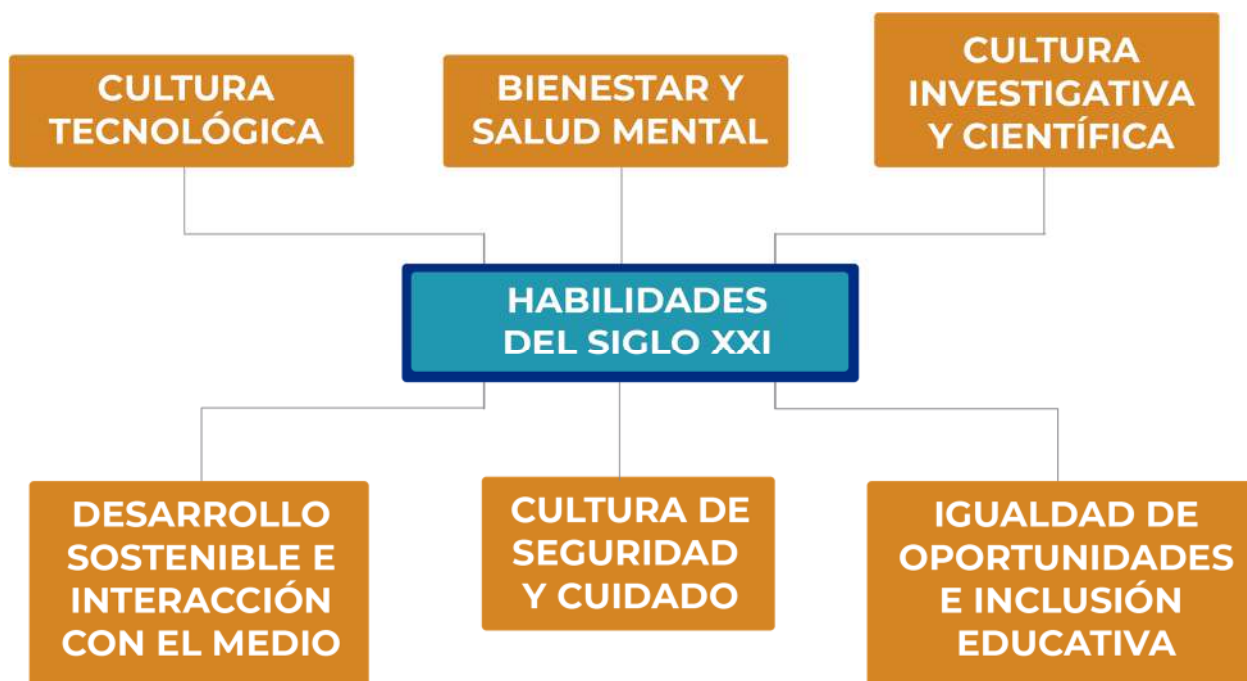 CULTURA
TECNOLÓGICA
BIENESTAR Y
SALUD MENTAL
CULTURA
INVESTIGATIVA
Y CIENTÍFICA
HABILIDADES
DEL SIGLO XXI
DESARROLLO
SOSTENIBLE E
INTERACCIÓN
CON EL MEDIO
CULTURA DE
SEGURIDAD
Y CUIDADO
IGUALDAD DE
OPORTUNIDADES
E INCLUSIÓN
EDUCATIVA